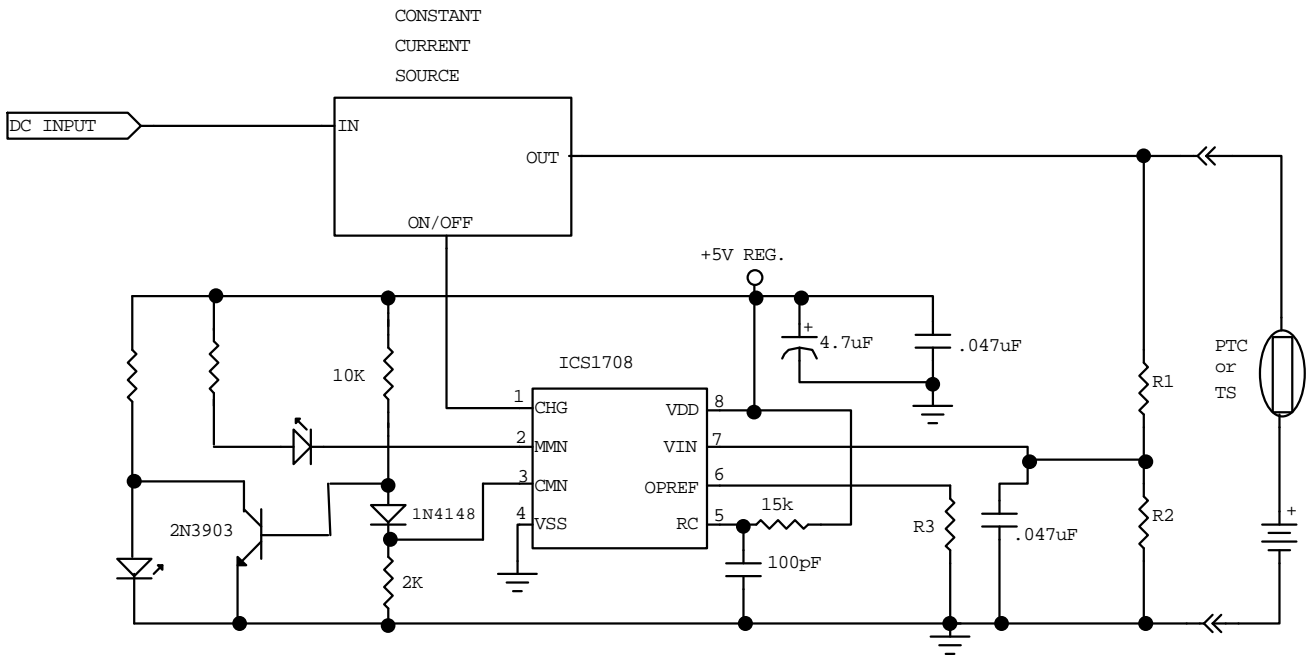 CONSTANT
CURRENT
SOURCE
DC INPUT
IN
OUT
ON/OFF
+5V REG.
+
4.7uF
.047uF
PTC
or
TS
ICS1708
10K
R1
1
CHG
VDD
8
2
MMN
VIN
7
3
CMN
OPREF
6
4
VSS
RC
5
15k
1N4148
2N3903
R3
.047uF
R2
+
100pF
2K